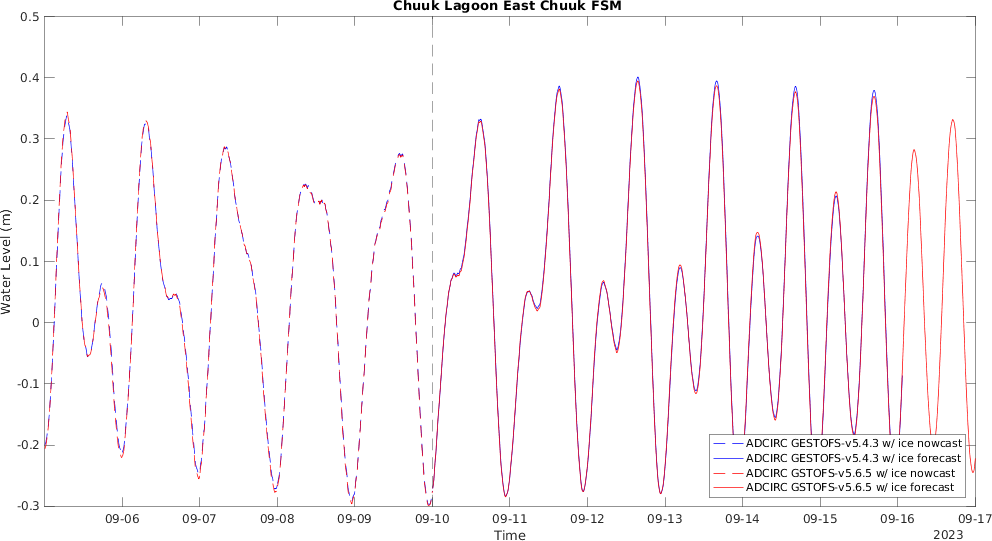 Chuuk Lagoon East Chuuk FSM
0.5
0.4
0.3
0.2
0.1
0
-0.1
-0.2
-0.3
Water Level (m)
ADCIRC GESTOFS-v5.4.3 w/ ice nowcast
ADCIRC GESTOFS-v5.4.3 w/ ice forecast
ADCIRC GSTOFS-v5.6.5 w/ ice nowcast
ADCIRC GSTOFS-v5.6.5 w/ ice forecast
09-06 09-07 09-08 09-09 09-10 09-11 09-12 09-13 09-14 09-15 09-16 09-17
Time
2023